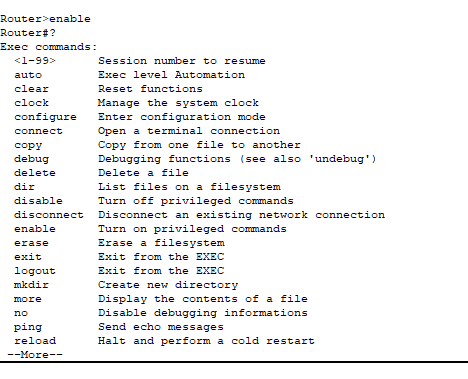 Router>enable
Router#?
Exec commands:
  <1-99>      Session number to resume
  auto        Exec level Automation
  clear       Reset functions
  clock       Manage the system clock
  configure   Enter configuration mode
  connect     Open a terminal connection
  copy        Copy from one file to another
  debug       Debugging functions (see also 'undebug')
  delete      Delete a file
  dir         List files on a filesystem
  disable     Turn off privileged commands
  disconnect  Disconnect an existing network connection
  enable      Turn on privileged commands
  erase       Erase a filesystem
  exit        Exit from the EXEC
  logout      Exit from the EXEC
  mkdir       Create new directory
  more        Display the contents of a file
  no          Disable debugging informations
  ping        Send echo messages
  reload      Halt and perform a cold restart
 --More--